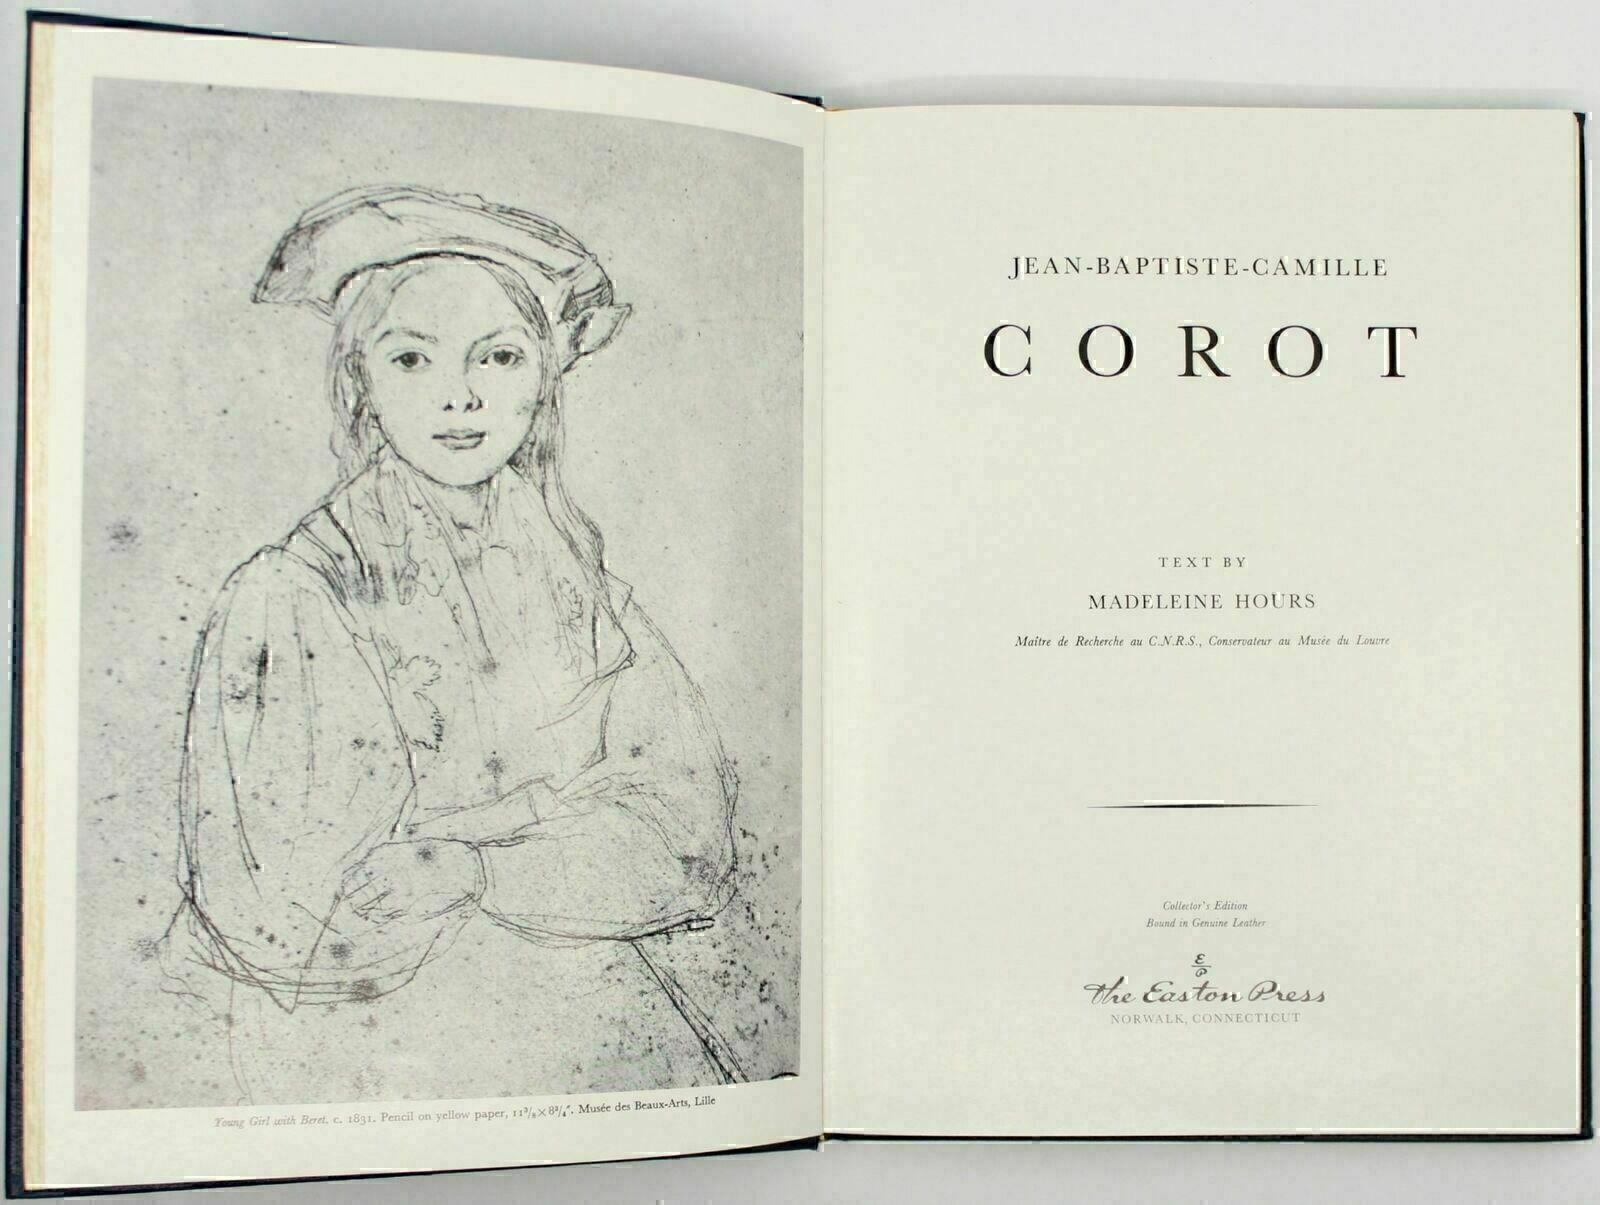 Young Girl with Beret. c. 1831. Pencil on yellow paper, 11³/₈×8³/₄″. Musée des Beaux-Arts, Lille
JEAN-BAPTISTE-CAMILLE
COROT
TEXT BY
MADELEINE HOURS
Maître de Recherche au C.N.R.S., Conservateur au Musée du Louvre
Collector's Edition
Bound in Genuine Leather
E
P
The Easton Press
NORWALK, CONNECTICUT